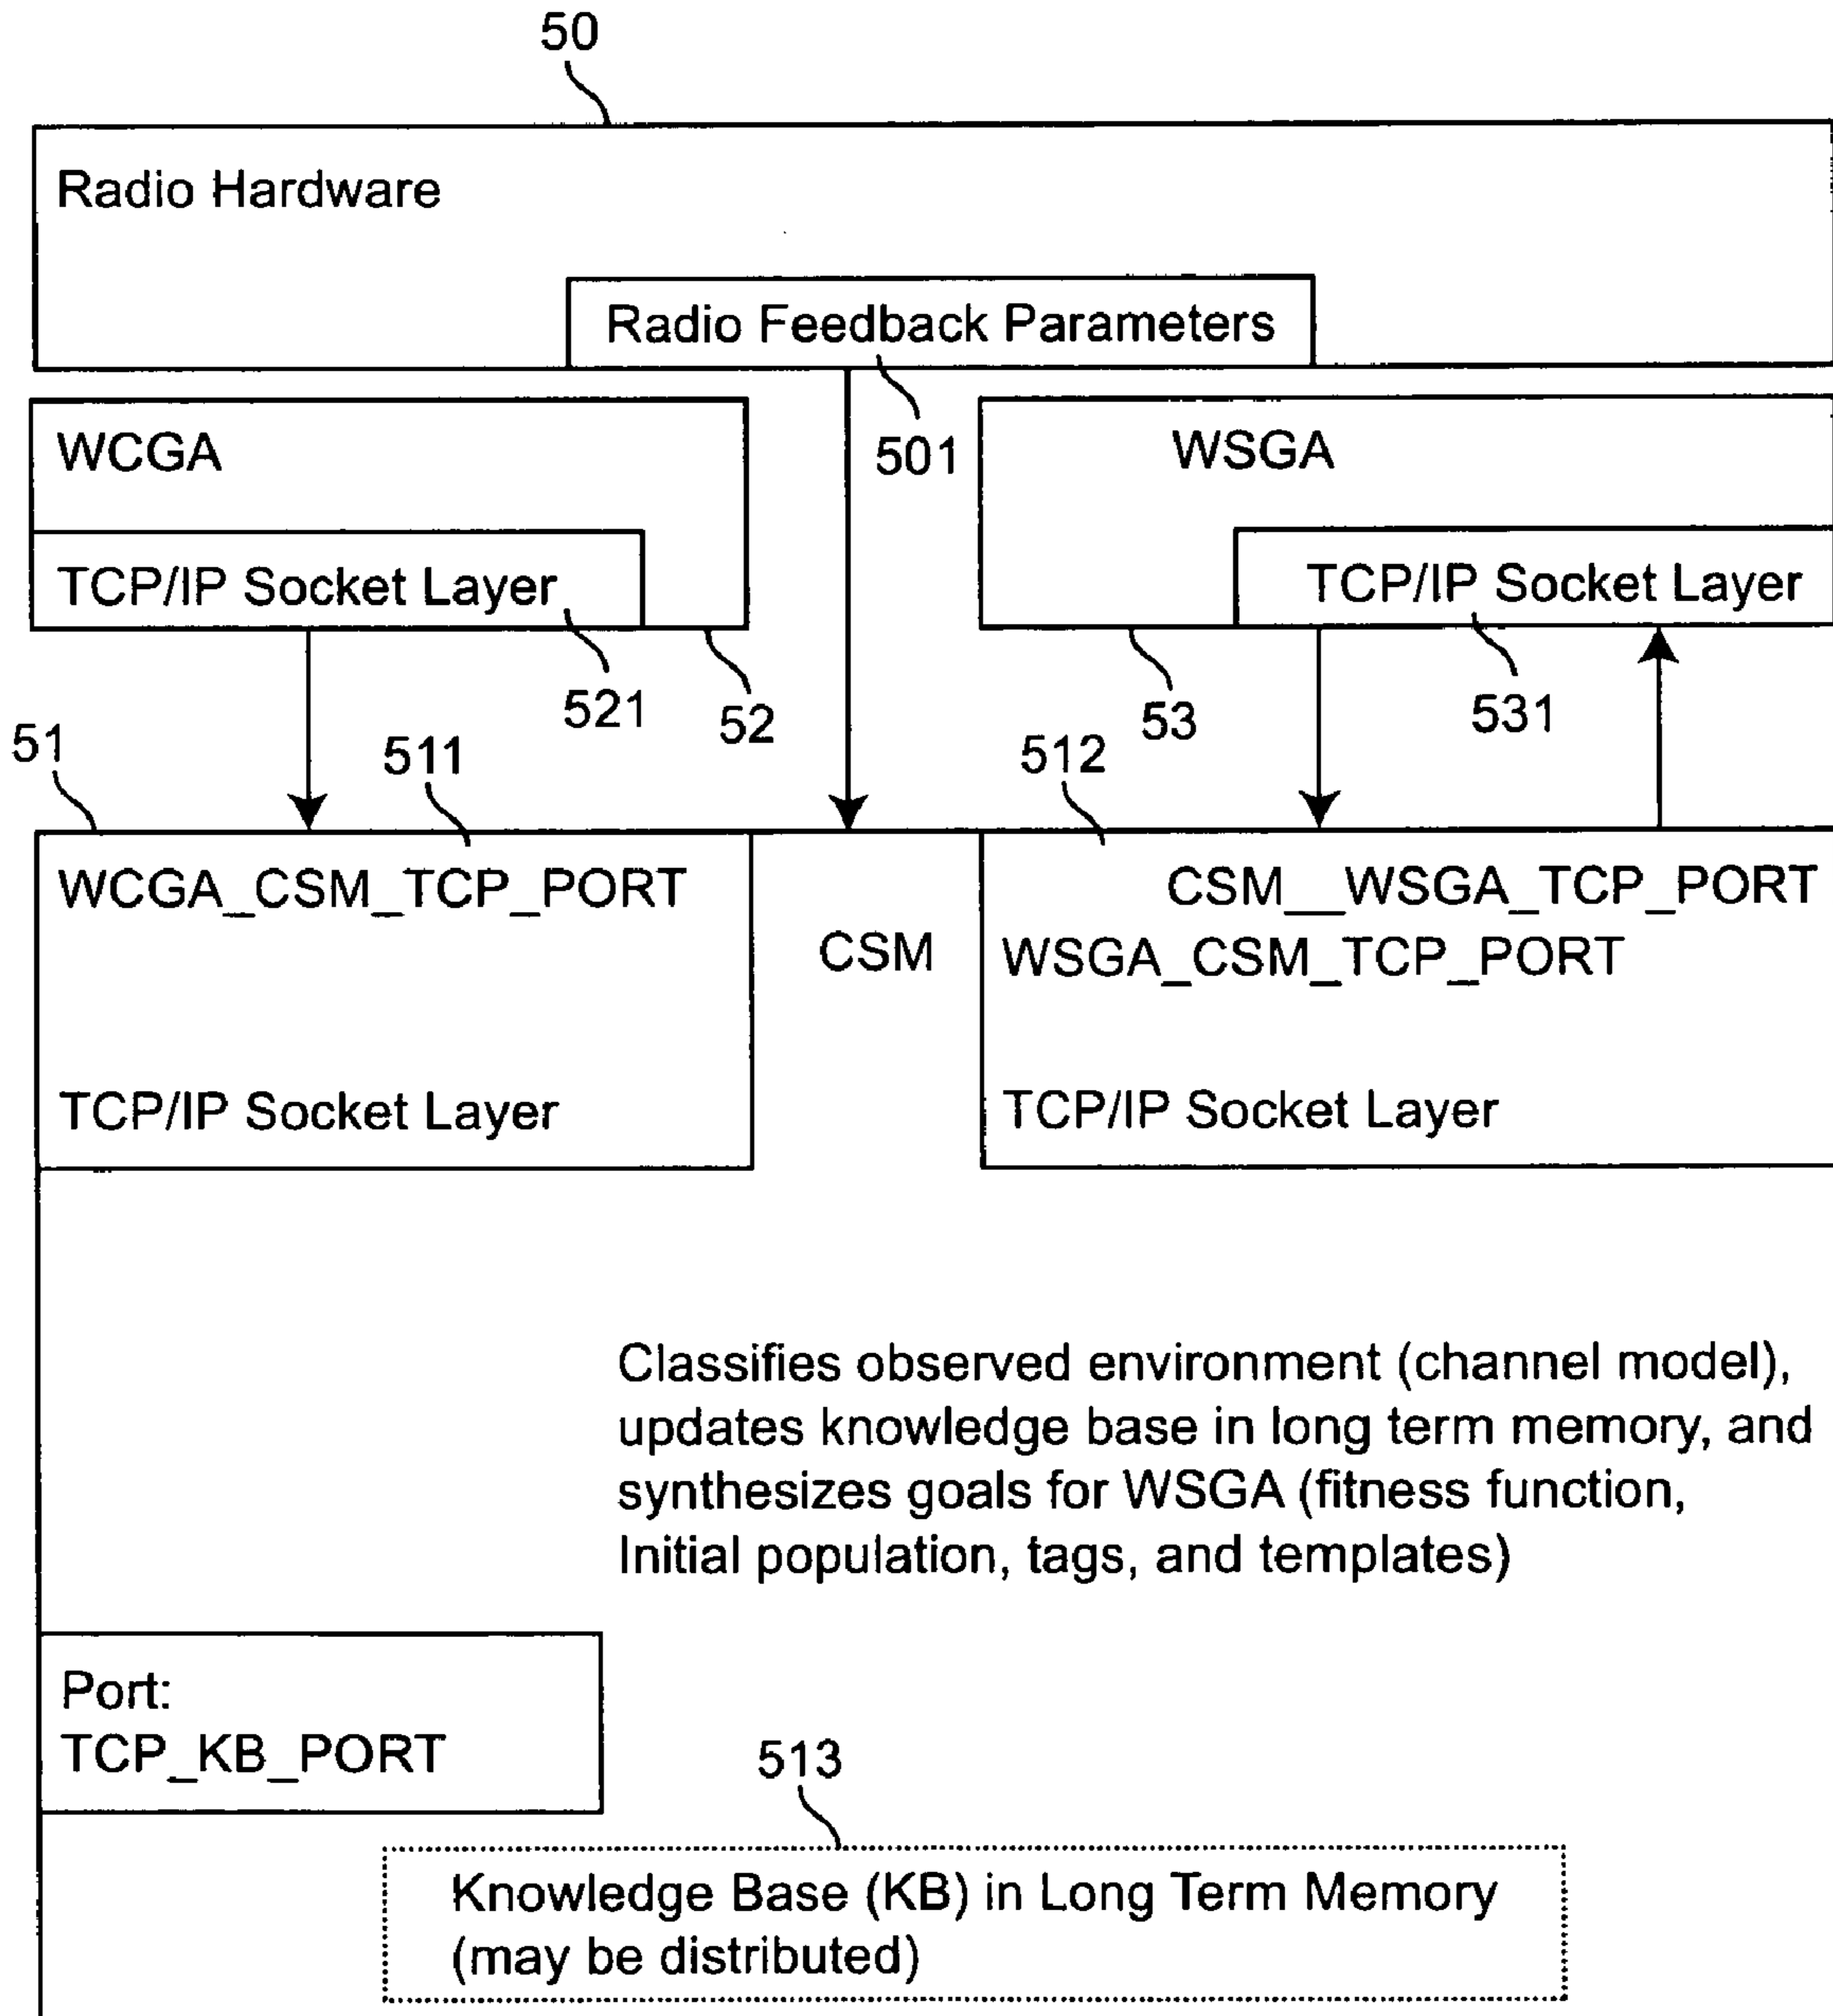 50
Radio Hardware
Radio Feedback Parameters
501
WCGA
TCP/IP Socket Layer
521
52
WSGA
TCP/IP Socket Layer
53
531
51
511
512
WCGA_CSM_TCP_PORT
TCP/IP Socket Layer
CSM
CSM__WSGA_TCP_PORT
WSGA_CSM_TCP_PORT
TCP/IP Socket Layer
Classifies observed environment (channel model),
updates knowledge base in long term memory, and
synthesizes goals for WSGA (fitness function,
Initial population, tags, and templates)
Port:
TCP_KB_PORT
513
Knowledge Base (KB) in Long Term Memory
(may be distributed)